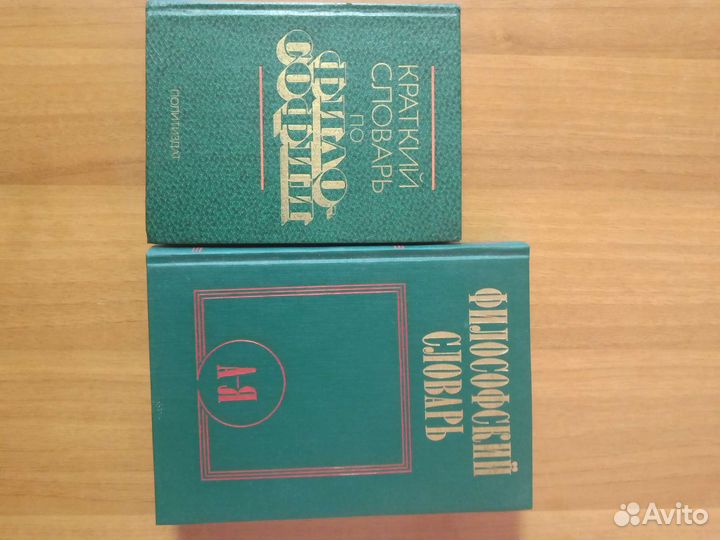 КРАТКИЙ
СЛОВАРЬ
ПО
ФИЛО-
СОФИИ
ПОЛИТИЗДАТ
ФИЛОСОФСКИЙ
СЛОВАРЬ
А-Я
Avito